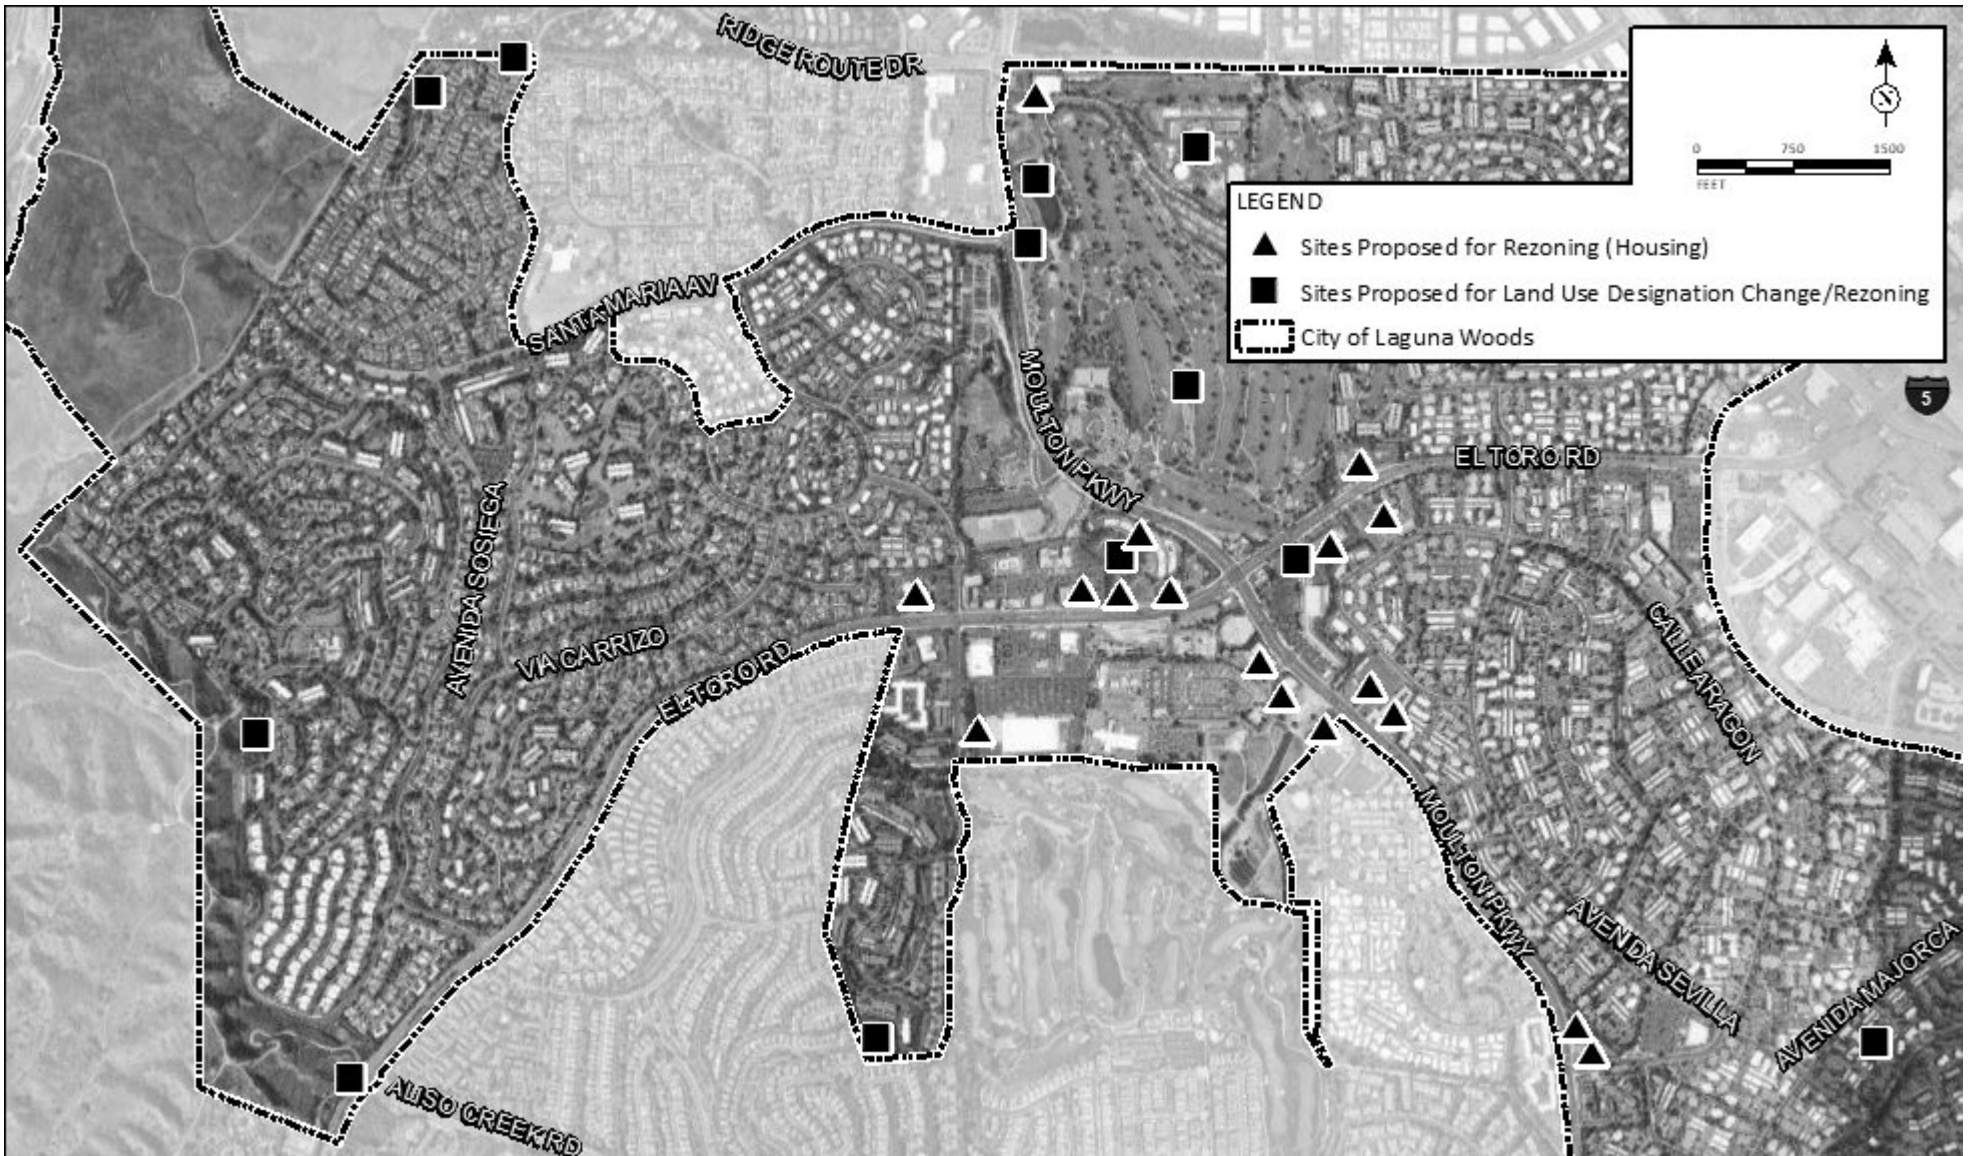 RIDGE ROUTE DR
0 750 1500
FEET
LEGEND
Sites Proposed for Rezoning (Housing)
Sites Proposed for Land Use Designation Change/Rezoning
City of Laguna Woods
SANTA MARIA AV
MOULTON PKWY
5
EL TORO RD
AVENIDA SOSIEGA
VIA CARRIZO
EL TORO RD
CALLE ARAGON
MOULTON PKWY
AVENIDA SEVILLA
AVENIDA MAJORCA
ALISO CREEK RD